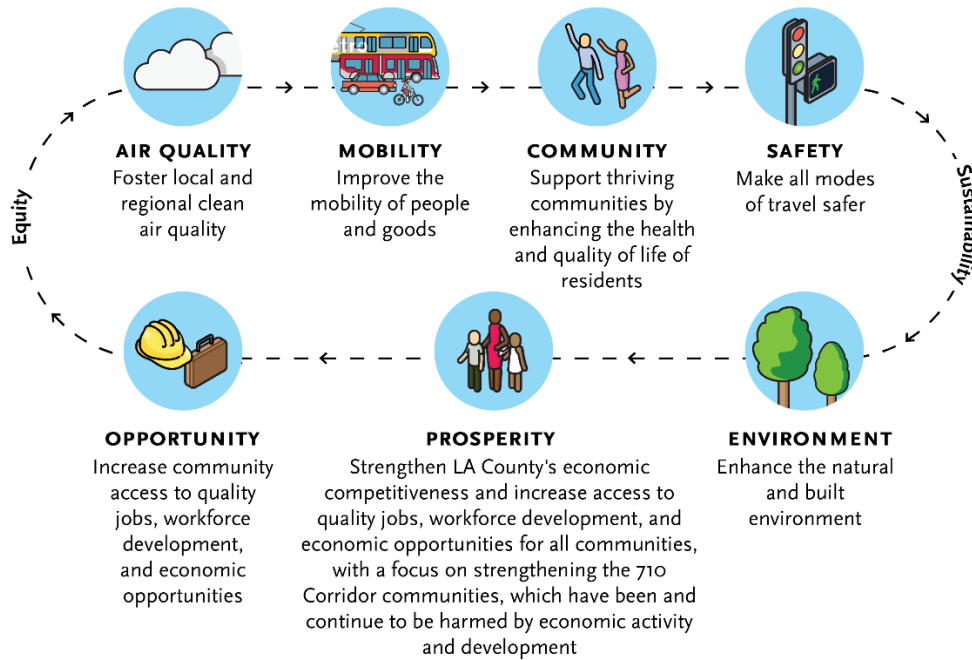 etro
AIR QUALITY
Foster local and
regional clean
air quality
MOBILITY
Improve the
mobility of people
and goods
COMMUNITY
Support thriving
communities by
enhancing the health
and quality of life of
residents
SAFETY
Make all modes
of travel safer
Equity
Sustainability
OPPORTUNITY
Increase community
access to quality
jobs, workforce
development,
and economic
opportunities
PROSPERITY
Strengthen LA County's economic
competitiveness and increase access to
quality jobs, workforce development, and
economic opportunities for all communities,
with a focus on strengthening the 710
Corridor communities, which have been and
continue to be harmed by economic activity
and development
ENVIRONMENT
Enhance the natural
and built
environment